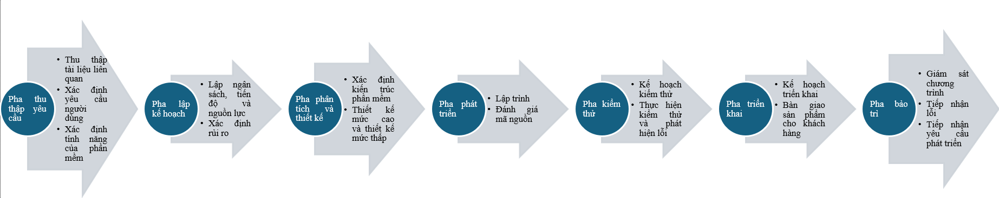 Pha thu
thập yêu
cầu
• Thu thập
tài liệu liên
quan
• Xác định
yêu cầu
người
dùng
• Xác định
tính năng
của phần
mềm
Pha lập
kế hoạch
• Lập ngân
sách, tiến
độ và
nguồn lực
• Xác định
rủi ro
Pha phân
tích và
thiết kế
• Xác định
kiến trúc
phần mềm
• Thiết kế
mức cao
và thiết kế
mức thấp
Pha phát
triển
• Lập trình
• Đánh giá
mã nguồn
Pha kiểm
thử
• Kế hoạch
kiểm thử
• Thực hiện
kiểm thử
và phát
hiện lỗi
Pha triển
khai
• Kế hoạch
triển khai
• Bàn giao
sản phẩm
cho khách
hàng
Pha bảo
trì
• Giám sát
chương
trình
• Tiếp nhận
lỗi
• Tiếp nhận
yêu cầu
phát triển